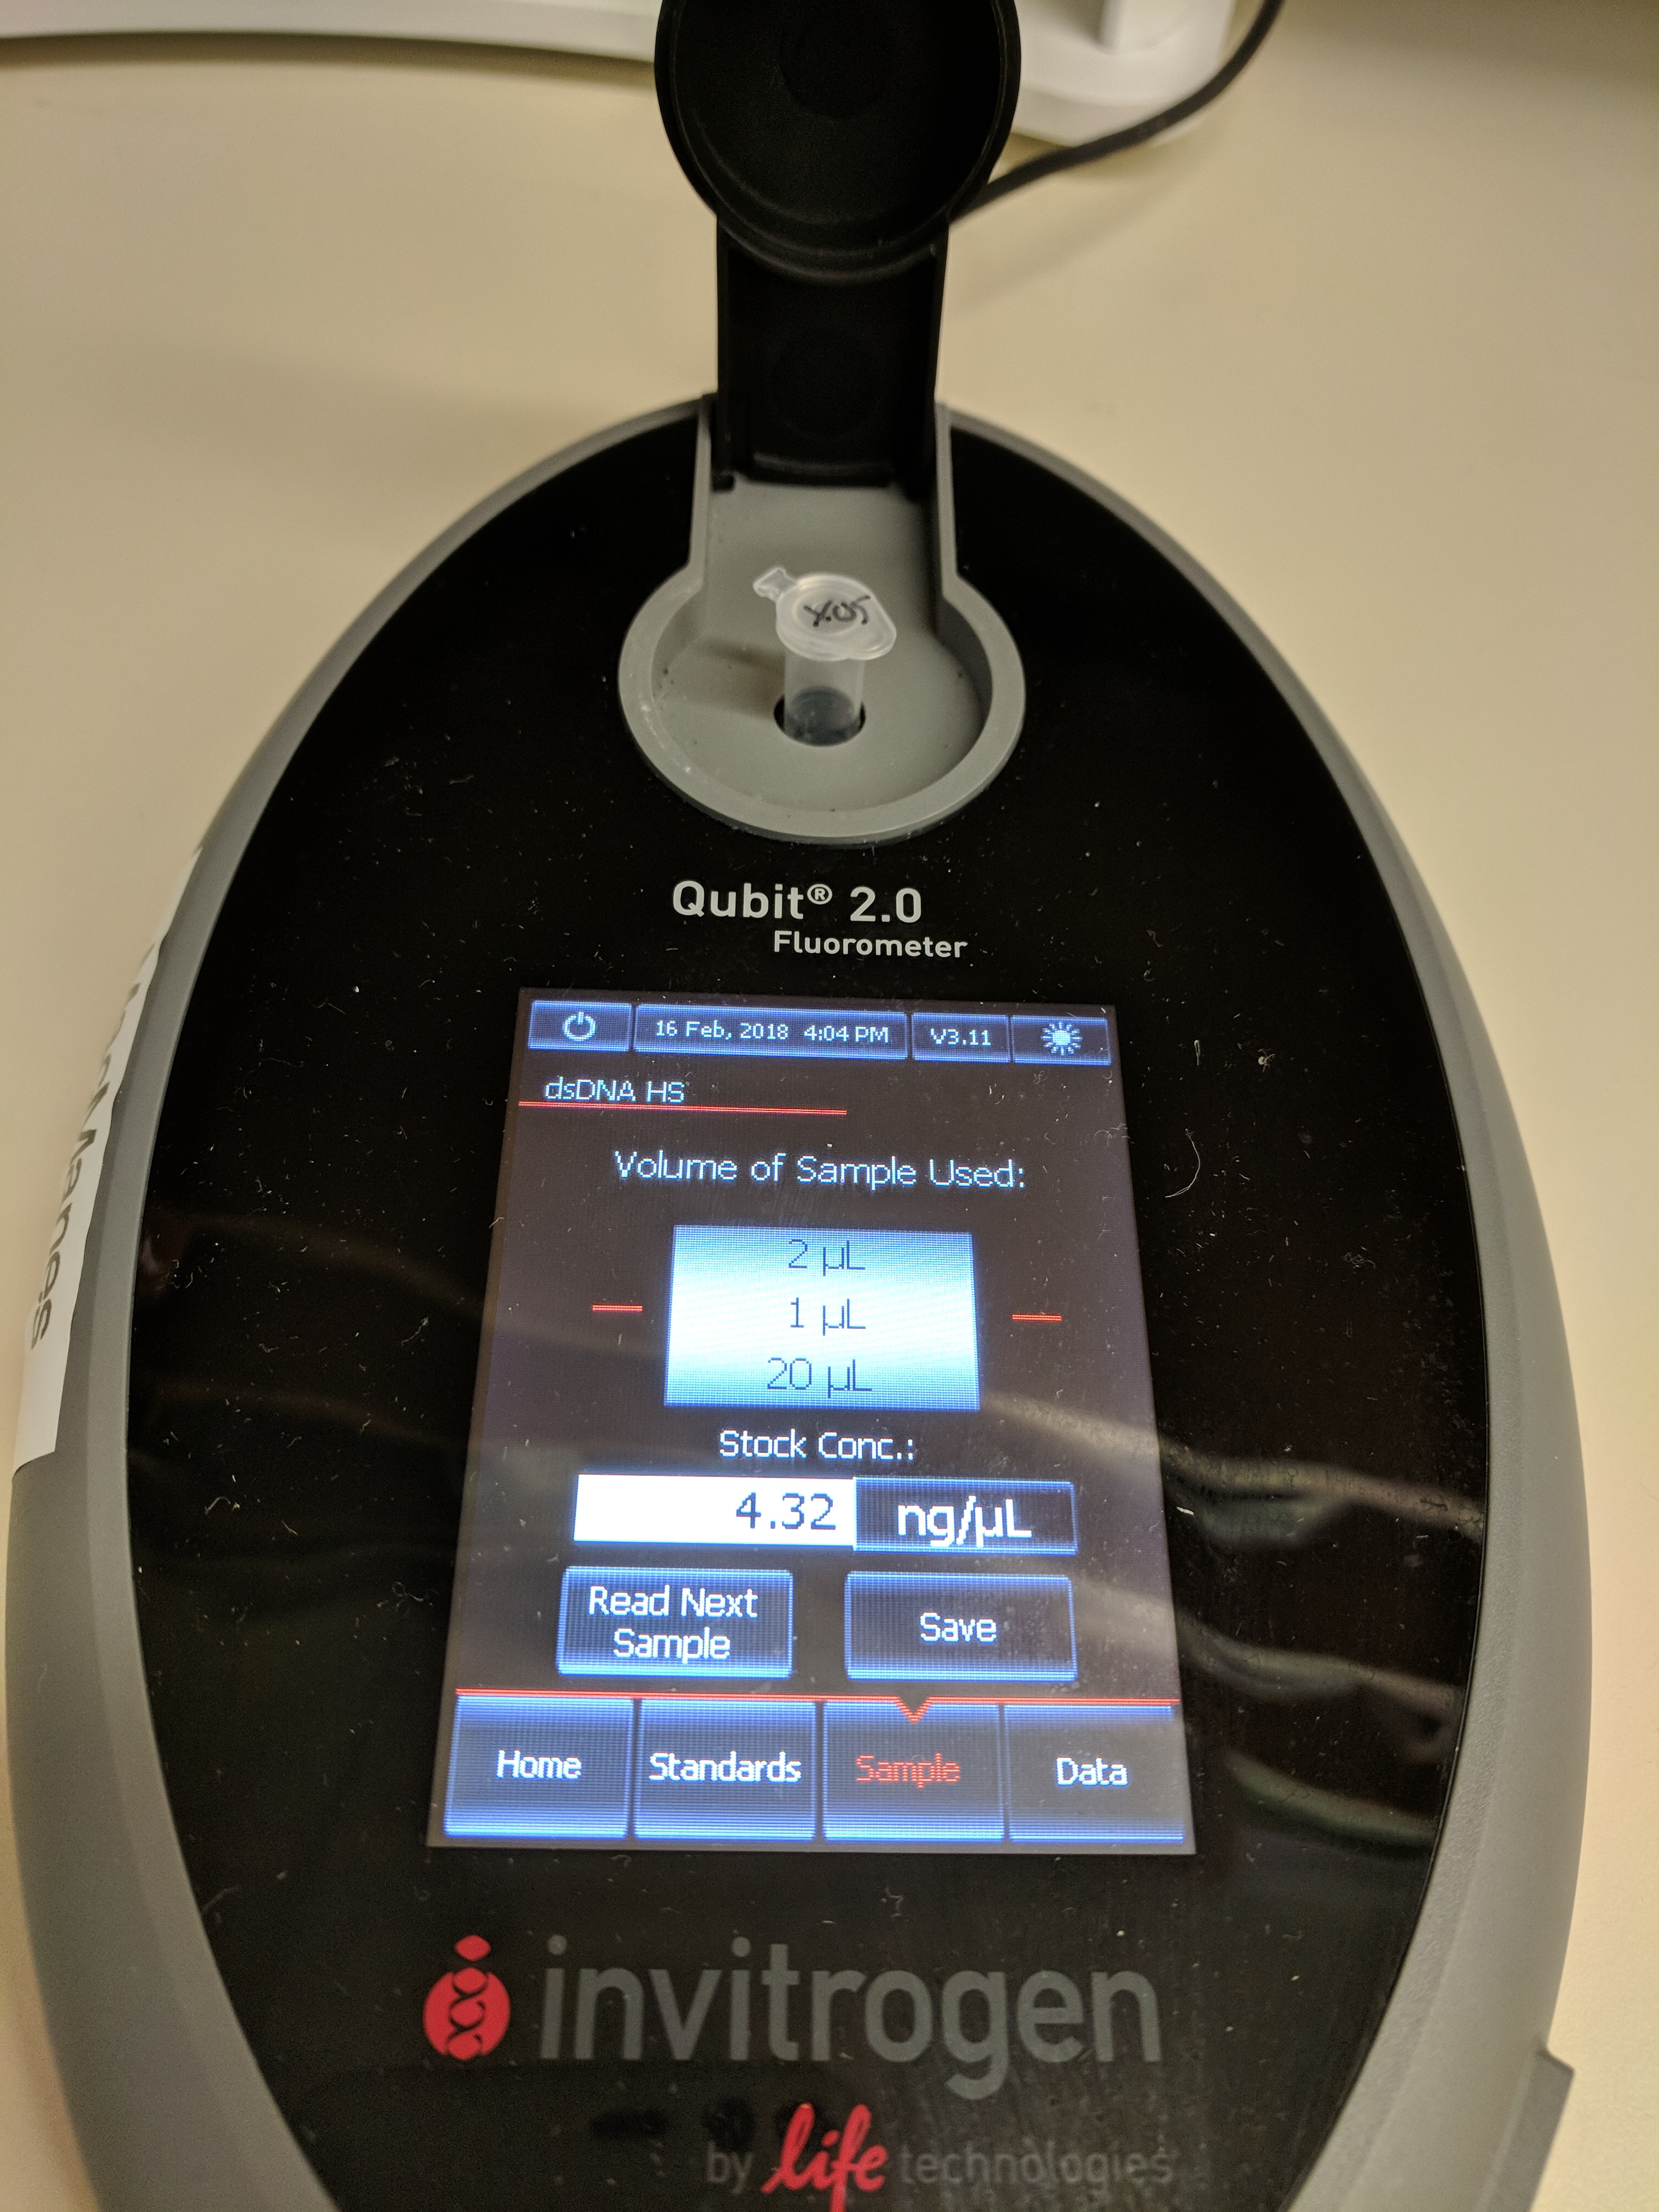 Qubit® 2.0
Fluorometer
16 Feb, 2018 4:04 PM
V3.11
dsDNA HS
Volume of Sample Used:
2 µL
1 µL
20 µL
Stock Conc.:
4.32 ng/µL
Read Next
Sample
Save
Home Standards Sample Data
invitrogen
by life technologies